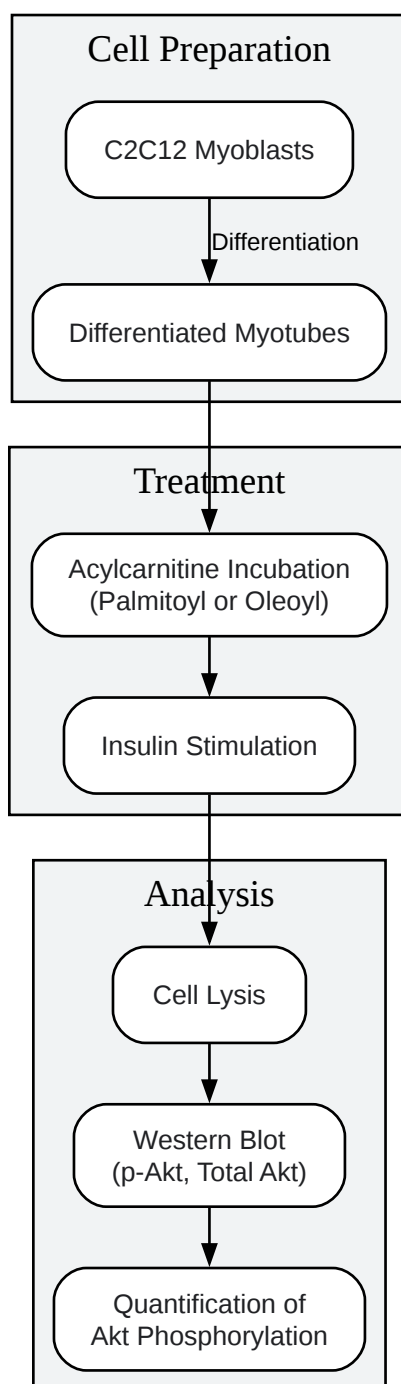 Cell Preparation
C2C12 Myoblasts
Differentiation
Differentiated Myotubes
Treatment
Acylcarnitine Incubation
(Palmitoyl or Oleoyl)
Insulin Stimulation
Analysis
Cell Lysis
Western Blot
(p-Akt, Total Akt)
Quantification of
Akt Phosphorylation